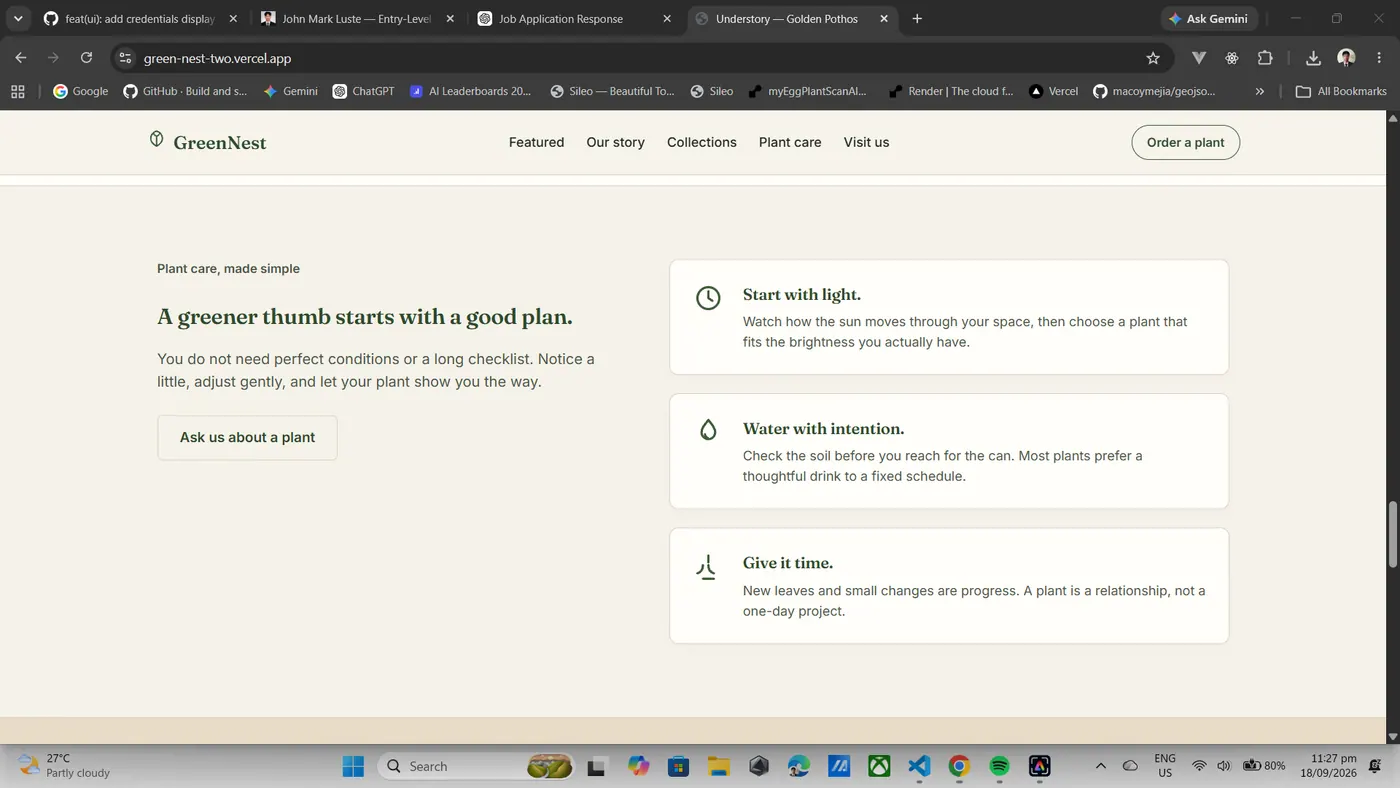 feat(ui): add credentials display
John Mark Luste — Entry-Level
Job Application Response
Understory — Golden Pothos
Ask Gemini
green-nest-two.vercel.app
Google
GitHub · Build and s...
Gemini
ChatGPT
AI Leaderboards 20...
Sileo — Beautiful To...
Sileo
myEggPlantScanAI...
Render | The cloud f...
Vercel
macoymejia/geojso...
All Bookmarks
GreenNest
Featured
Our story
Collections
Plant care
Visit us
Order a plant
Plant care, made simple
A greener thumb starts with a good plan.
You do not need perfect conditions or a long checklist. Notice a
little, adjust gently, and let your plant show you the way.
Ask us about a plant
Start with light.
Watch how the sun moves through your space, then choose a plant that
fits the brightness you actually have.
Water with intention.
Check the soil before you reach for the can. Most plants prefer a
thoughtful drink to a fixed schedule.
Give it time.
New leaves and small changes are progress. A plant is a relationship, not a
one-day project.
27°C
Partly cloudy
Search
ENG
US
80%
11:27 pm
18/09/2026